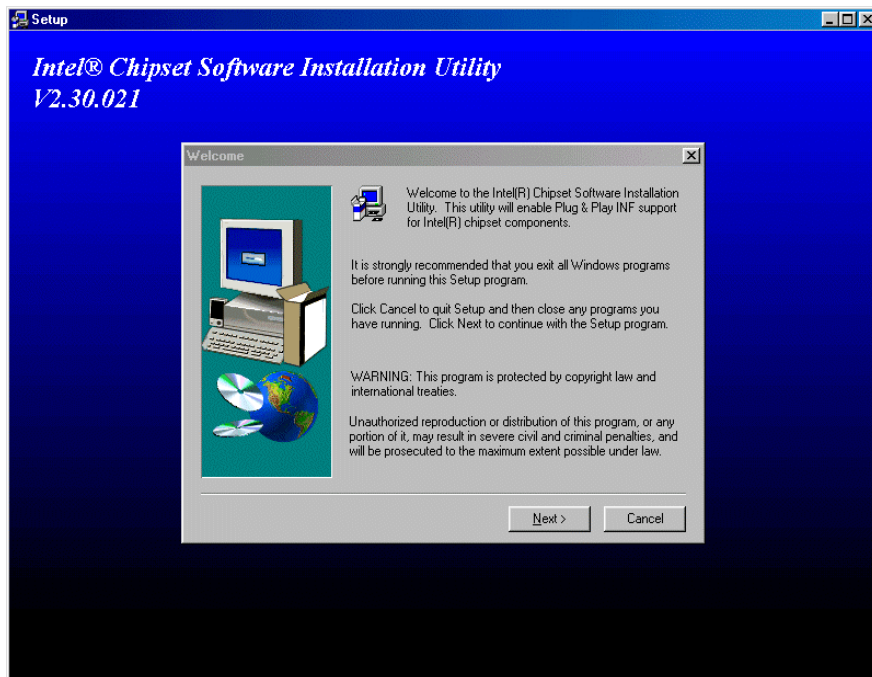 Setup
Intel® Chipset Software Installation Utility
V2.30.021
Welcome
Welcome to the Intel(R) Chipset Software Installation
Utility. This utility will enable Plug & Play INF support
for Intel(R) chipset components.
It is strongly recommended that you exit all Windows programs
before running this Setup program.
Click Cancel to quit Setup and then close any programs you
have running. Click Next to continue with the Setup program.
WARNING: This program is protected by copyright law and
international treaties.
Unauthorized reproduction or distribution of this program, or any
portion of it, may result in severe civil and criminal penalties, and
will be prosecuted to the maximum extent possible under law.
Next >
Cancel